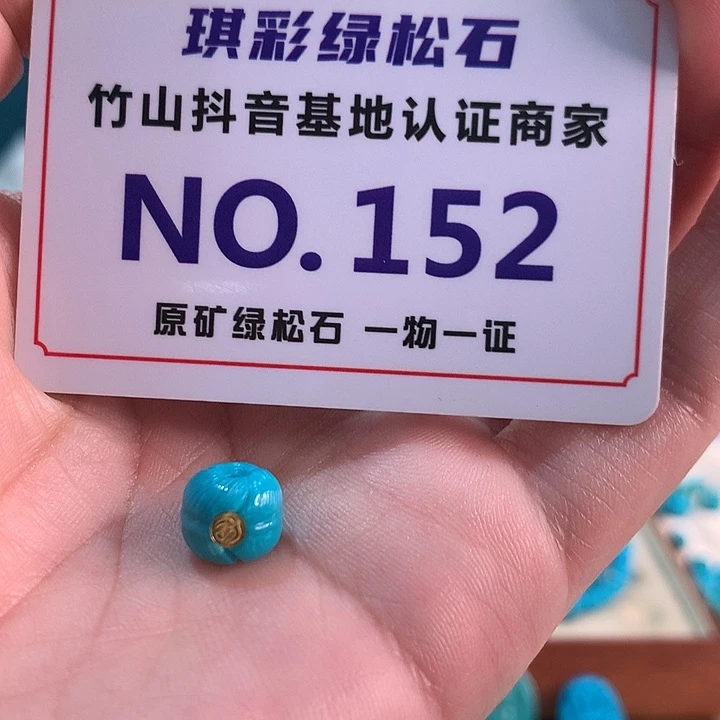 琪彩绿松石
竹山抖音基地认证商家
NO.152
原矿绿松石 一物一证